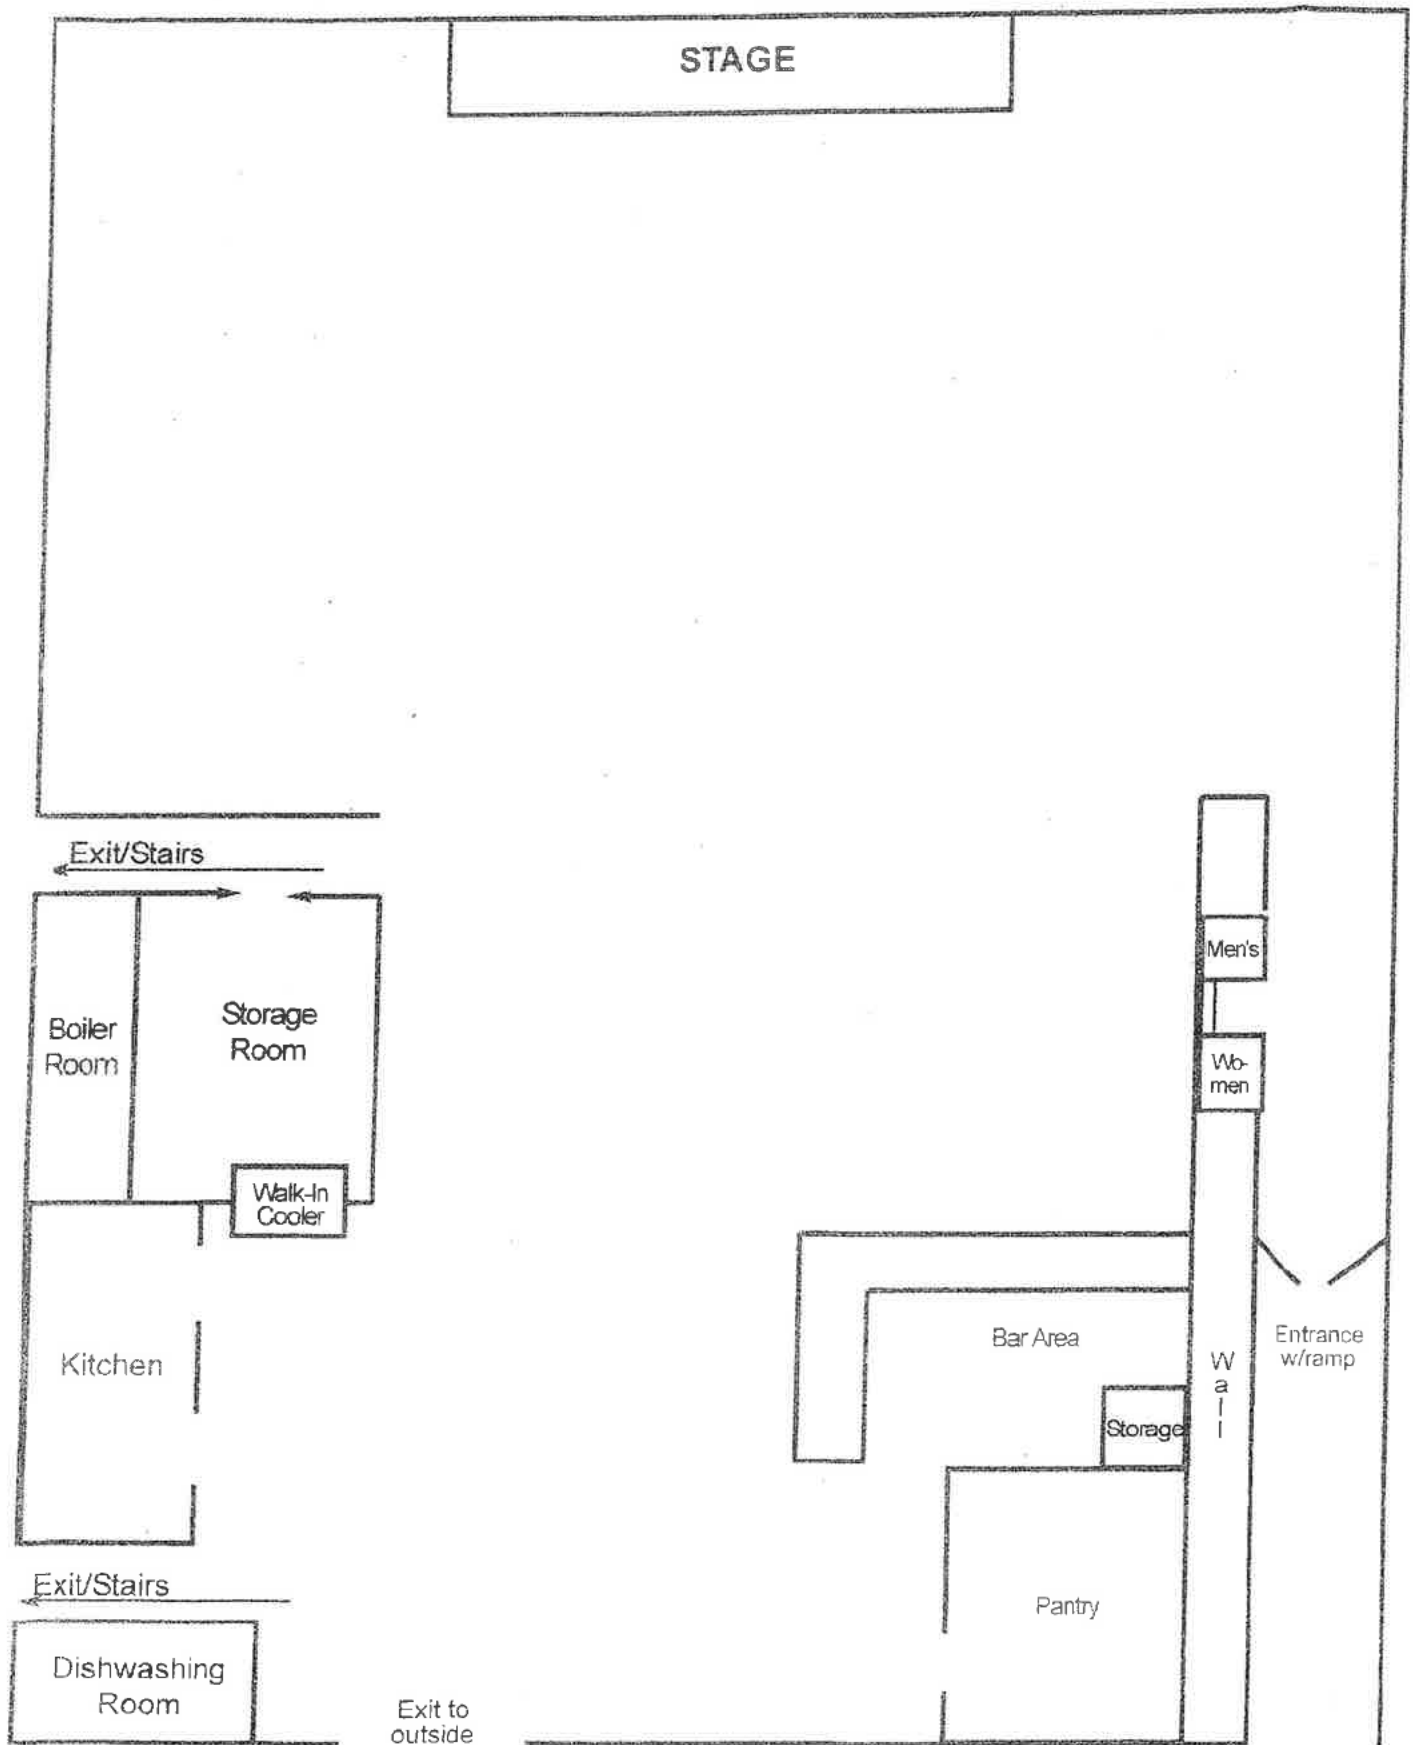 STAGE
Exit/Stairs
Men's
Boiler
Room
Storage
Room
Wo-
men
Walk-In
Cooler
Kitchen
Bar Area
Entrance
w/ramp
W
a
l
l
Storage
Exit/Stairs
Pantry
Dishwashing
Room
Exit to
outside